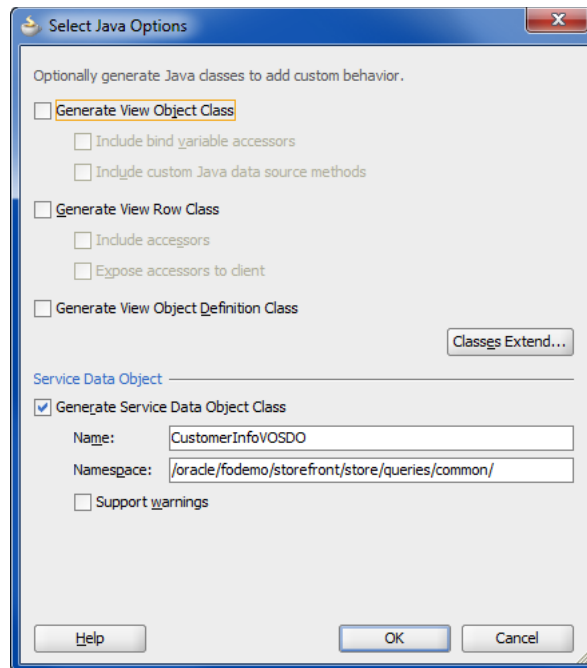 Select Java Options
Optionally generate Java classes to add custom behavior.
Generate View Object Class
Include bind variable accessors
Include custom Java data source methods
Generate View Row Class
Include accessors
Expose accessors to client
Generate View Object Definition Class
Classes Extend...
Service Data Object
Generate Service Data Object Class
Name: CustomerInfoVOSDO
Namespace: /oracle/fodemo/storefront/store/queries/common/
Support warnings
Help OK Cancel